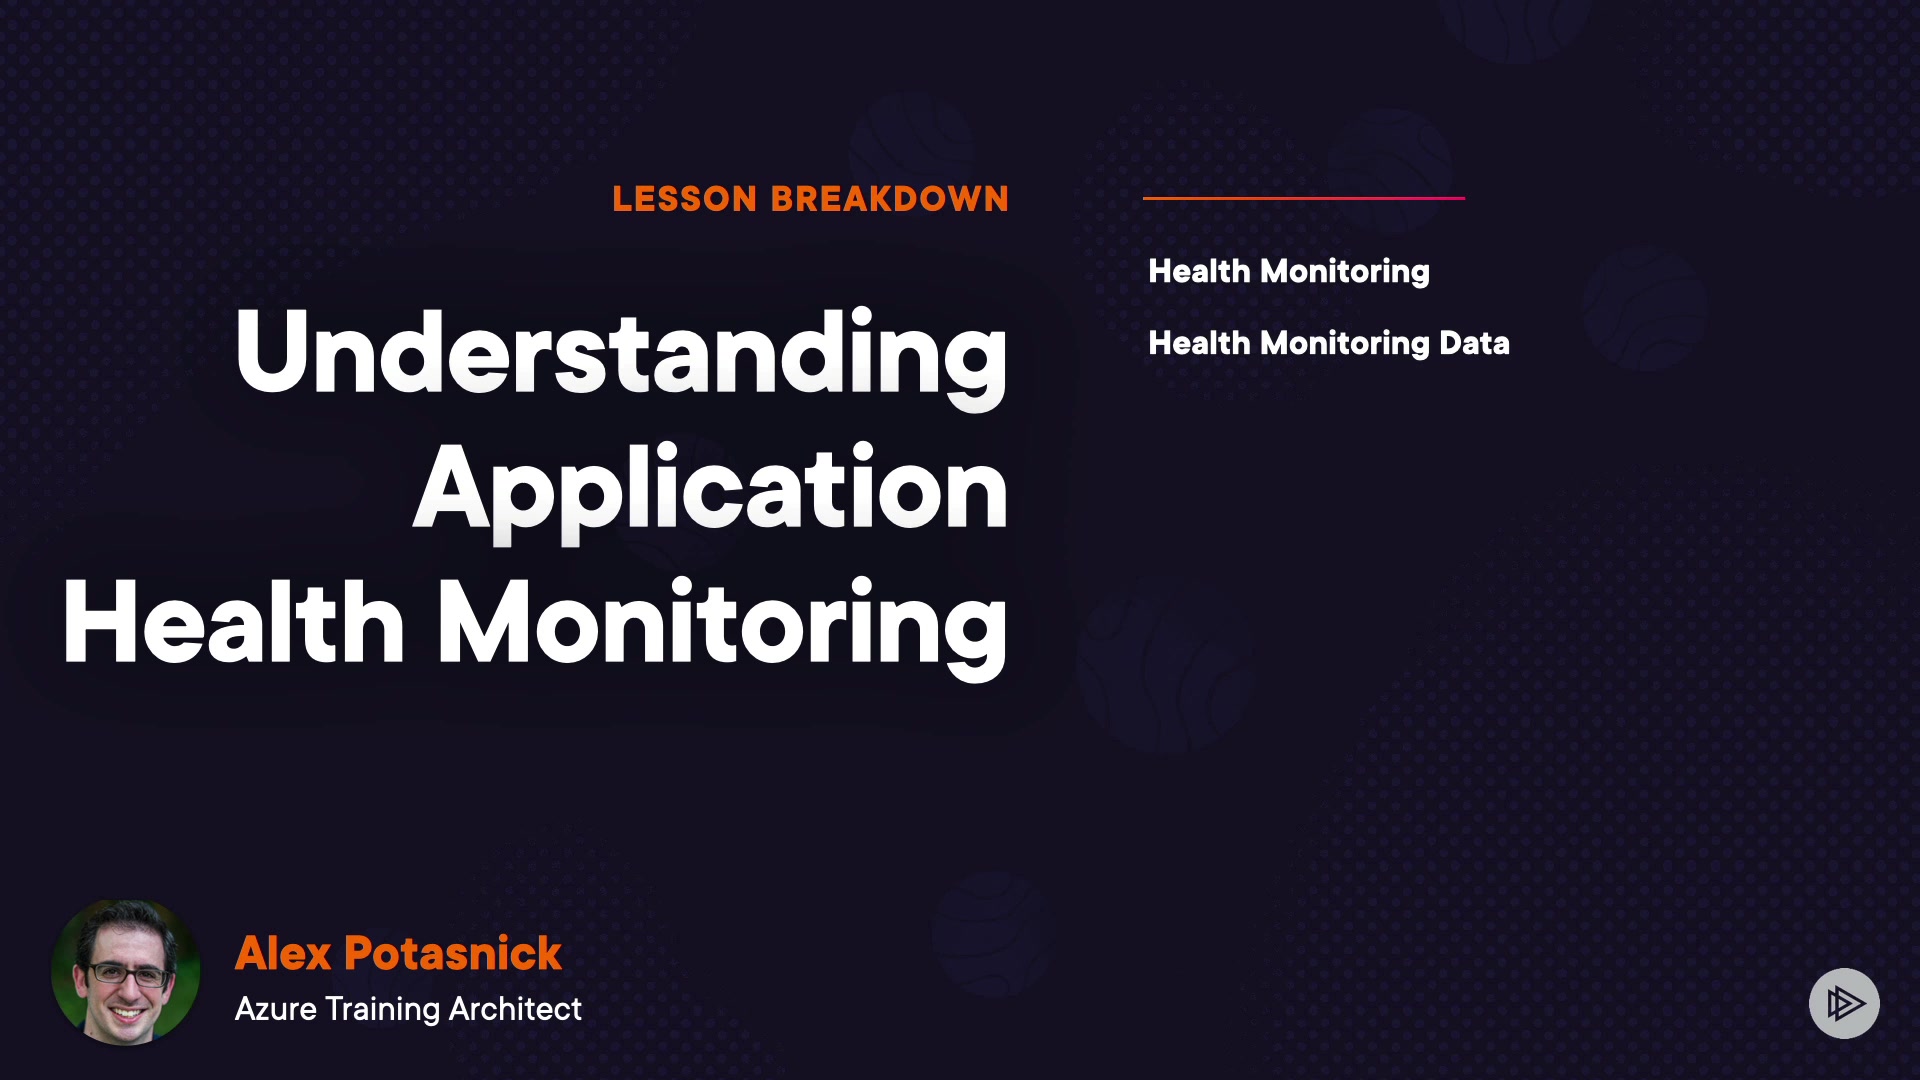 LESSON BREAKDOWN
Understanding
Application
Health Monitoring
Health Monitoring
Health Monitoring Data
Alex Potasnick
Azure Training Architect